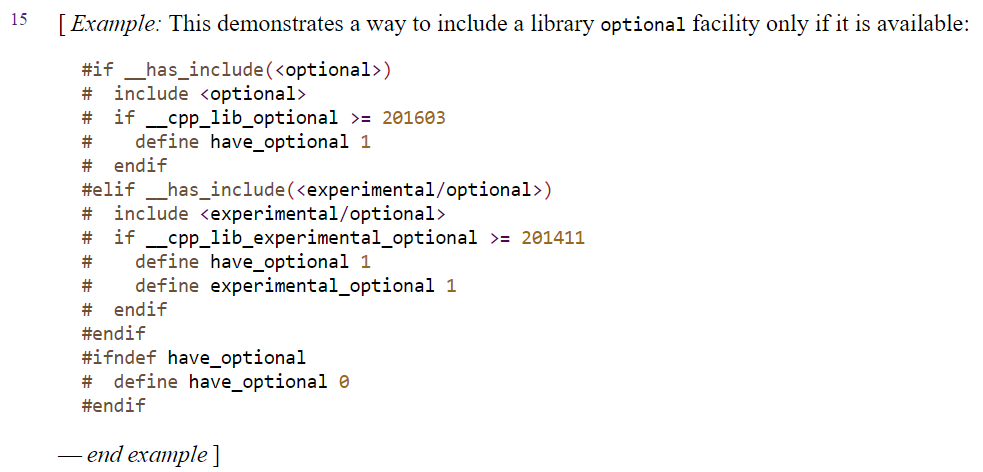 15 [ Example: This demonstrates a way to include a library optional facility only if it is available:
#if __has_include(<optional>)
#  include <optional>
#  if __cpp_lib_optional >= 201603
#    define have_optional 1
#  endif
#elif __has_include(<experimental/optional>)
#  include <experimental/optional>
#  if __cpp_lib_experimental_optional >= 201411
#    define have_optional 1
#    define experimental_optional 1
#  endif
#endif
#ifndef have_optional
#  define have_optional 0
#endif
— end example ]